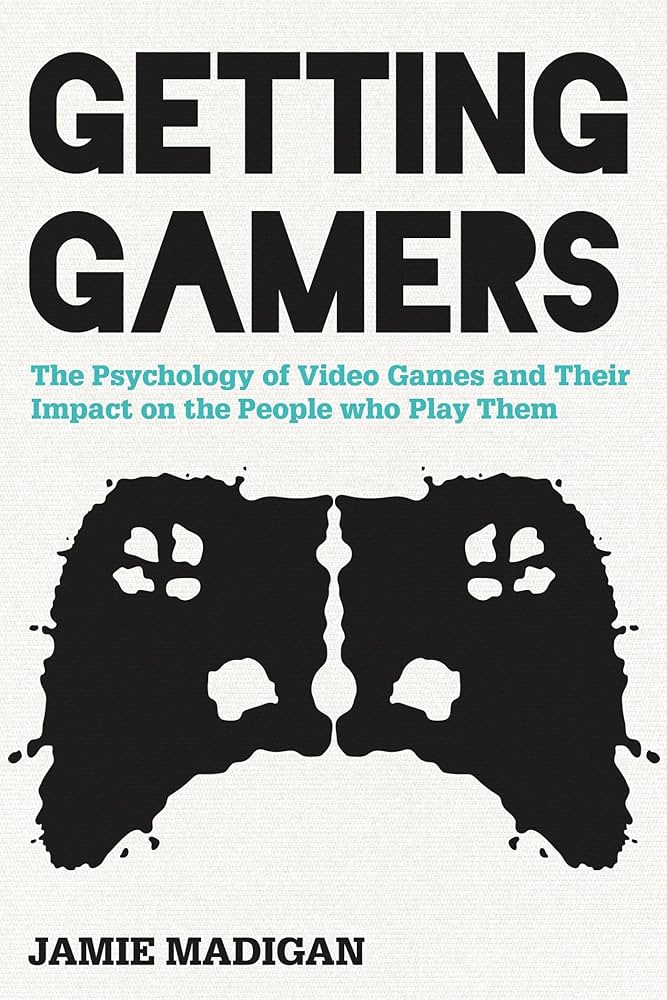 GETTING
GAMERS
The Psychology of Video Games and Their
Impact on the People who Play Them
JAMIE MADIGAN